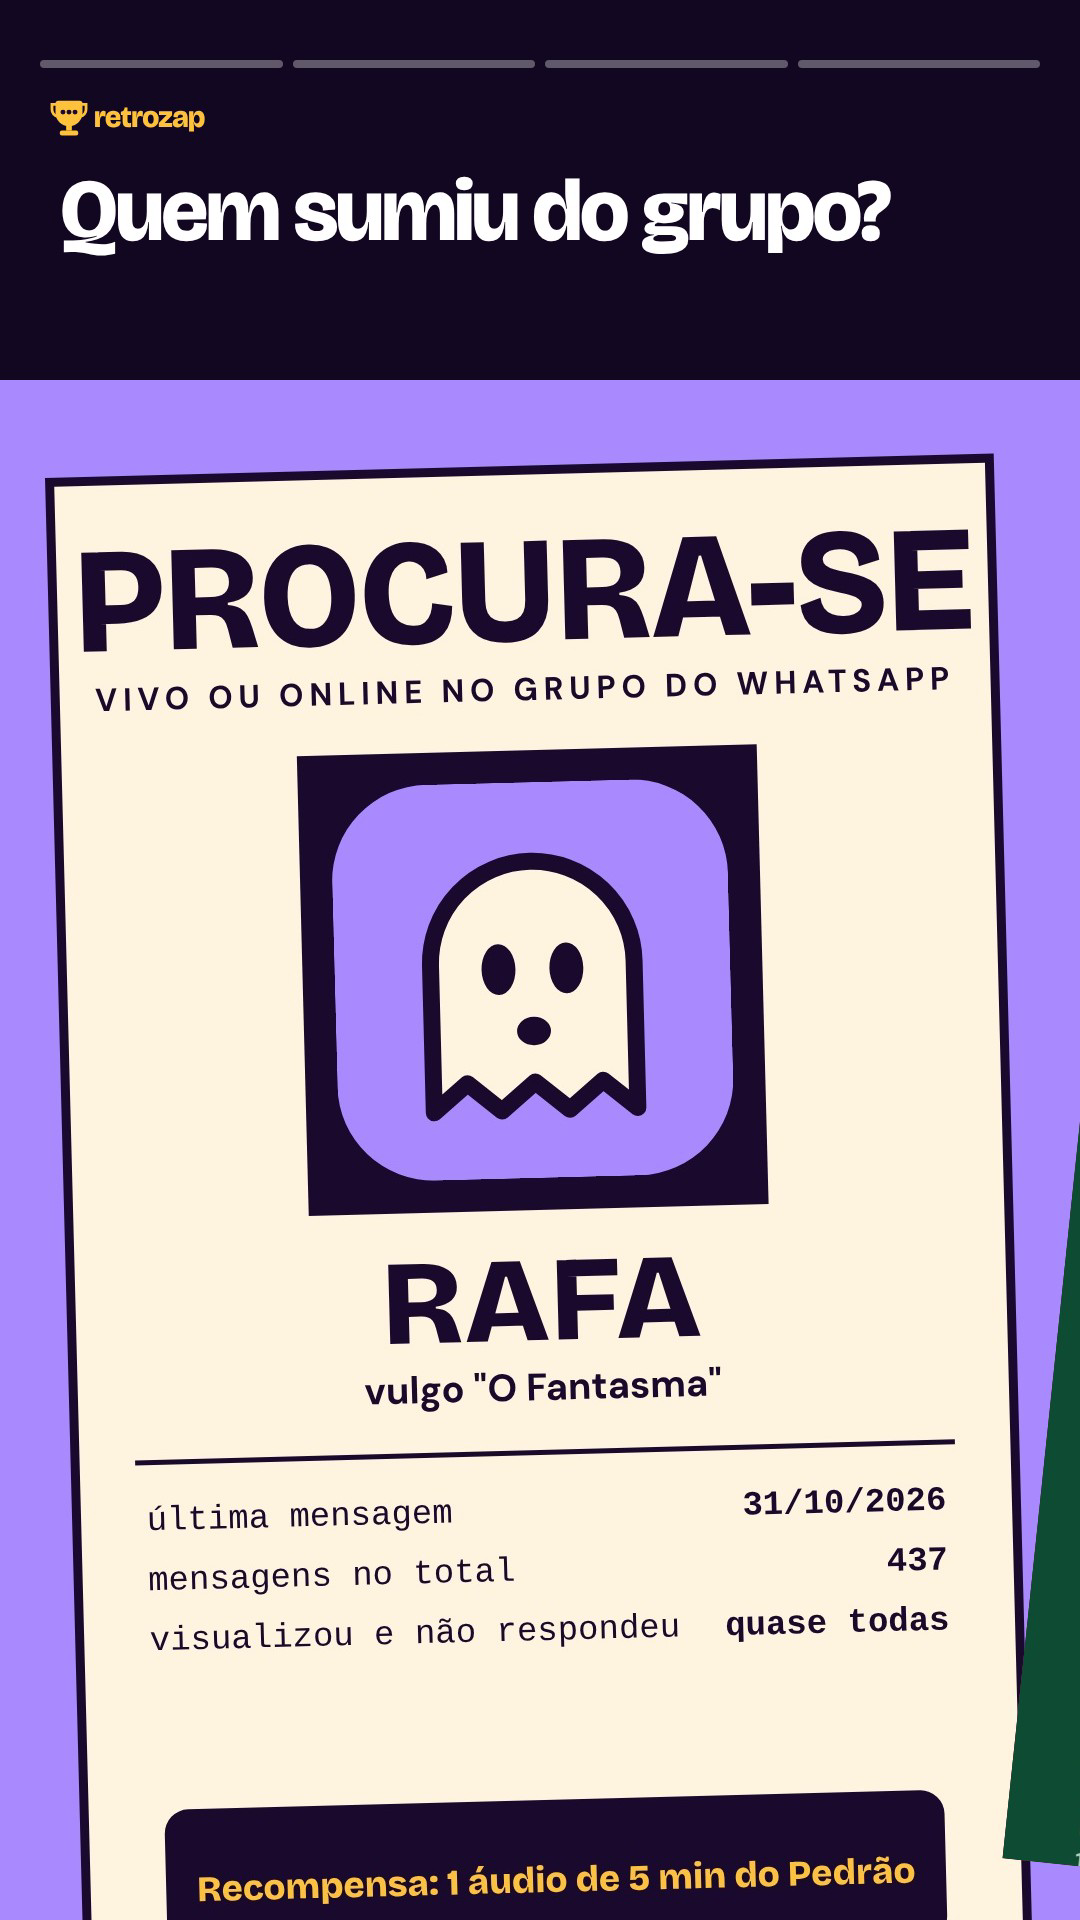 retrozap
Quem sumiu do grupo?
PROCURA-SE
VIVO OU ONLINE NO GRUPO DO WHATSAPP
RAFA
vulgo "O Fantasma"
última mensagem 31/10/2026
mensagens no total 437
visualizou e não respondeu quase todas
Recompensa: 1 áudio de 5 min do Pedrão